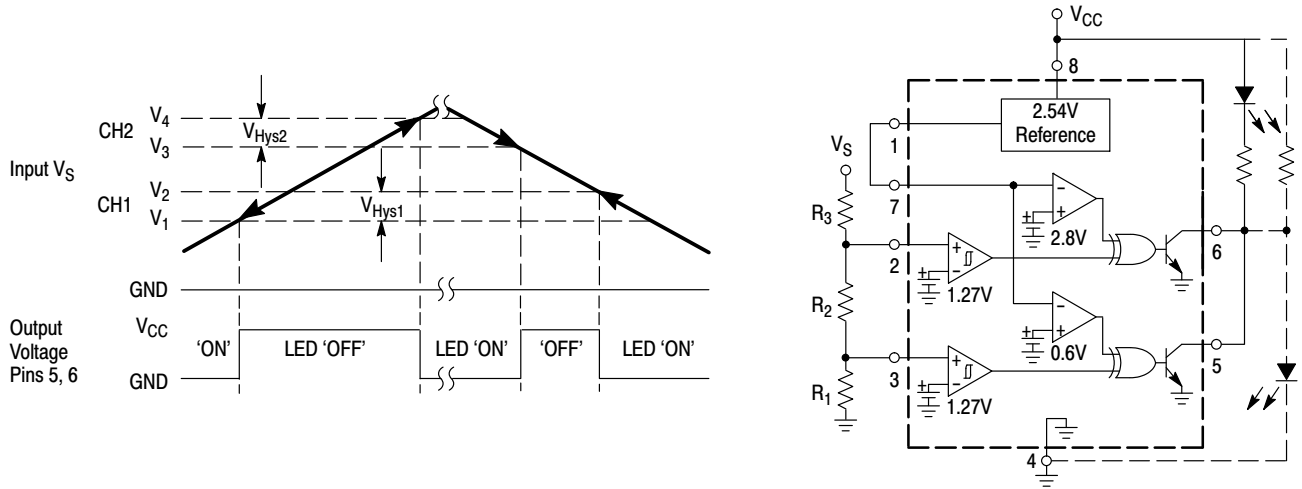 CH2
V4
V3
VHys2
Input VS
CH1
V2
V1
VHys1
GND
Output
Voltage
Pins 5, 6
VCC
GND
'ON'
LED 'OFF'
LED 'ON'
'OFF'
LED 'ON'
VCC
8
2.54V
Reference
1
VS
7
R3
+
2.8V
6
2
+
1.27V
R2
+
0.6V
5
3
+
1.27V
R1
4